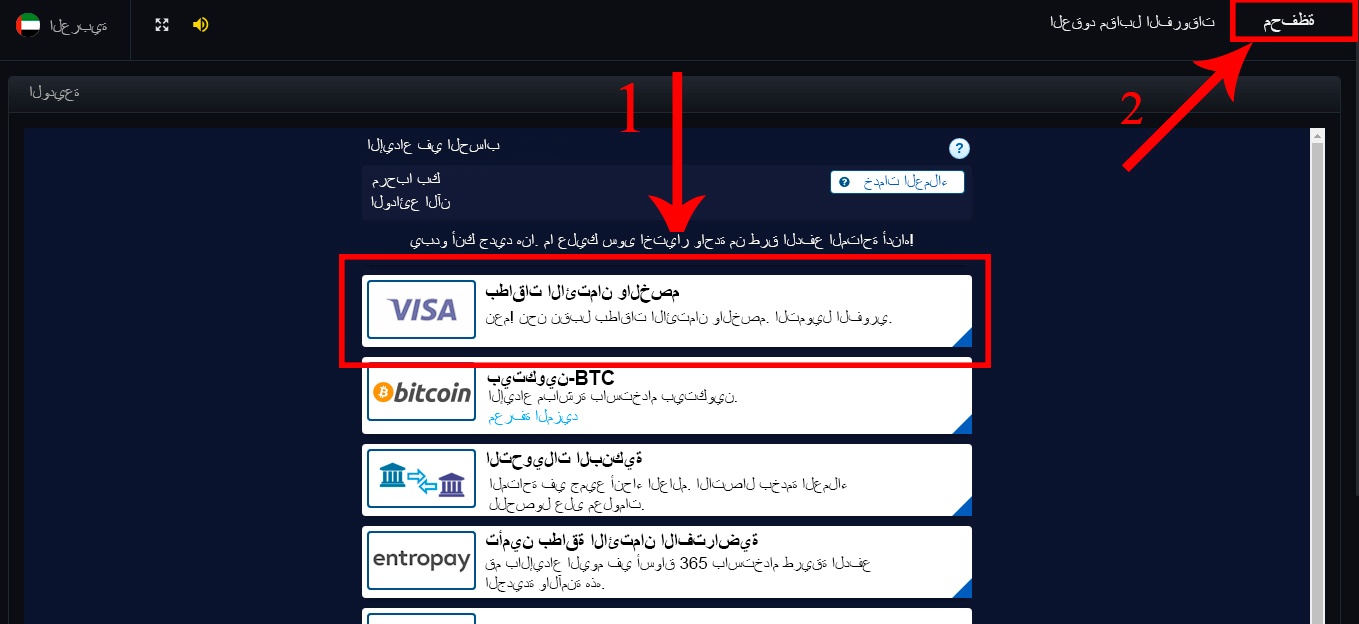 العربية
العقود مقابل الفروقات
محفظة
الوديعة
1
2
الإيداع في الحساب
?
مرحبا بك
الودائع الآن
خدمات العملاء ?
يبدو أنك جديد هنا. ما عليك سوى اختيار واحدة من طرق الدفع المتاحة أدناه!
VISA
بطاقات الائتمان والخصم
نعم! نحن نقبل بطاقات الائتمان والخصم. التمويل الفوري.
bitcoin
بيتكوين-BTC
الإيداع مباشرة باستخدام بيتكوين.
معرفة المزيد
التحويلات البنكية
المتاحة في جميع أنحاء العالم. الاتصال بخدمة العملاء
للحصول على معلومات.
entropay
تأمين بطاقة الائتمان الافتراضية
قم بالإيداع اليوم في أسواق 365 باستخدام طريقة الدفع
الجديدة والآمنة هذه.